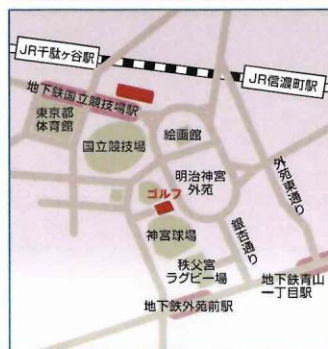 JR千駄ヶ谷駅
JR信濃町駅
地下鉄国立競技場駅
東京都
体育館
国立競技場
絵画館
明治神宮
外苑
外苑東通り
ゴルフ
神宮球場
銀杏通り
秩父宮
ラグビー場
地下鉄青山
一丁目駅
地下鉄外苑前駅